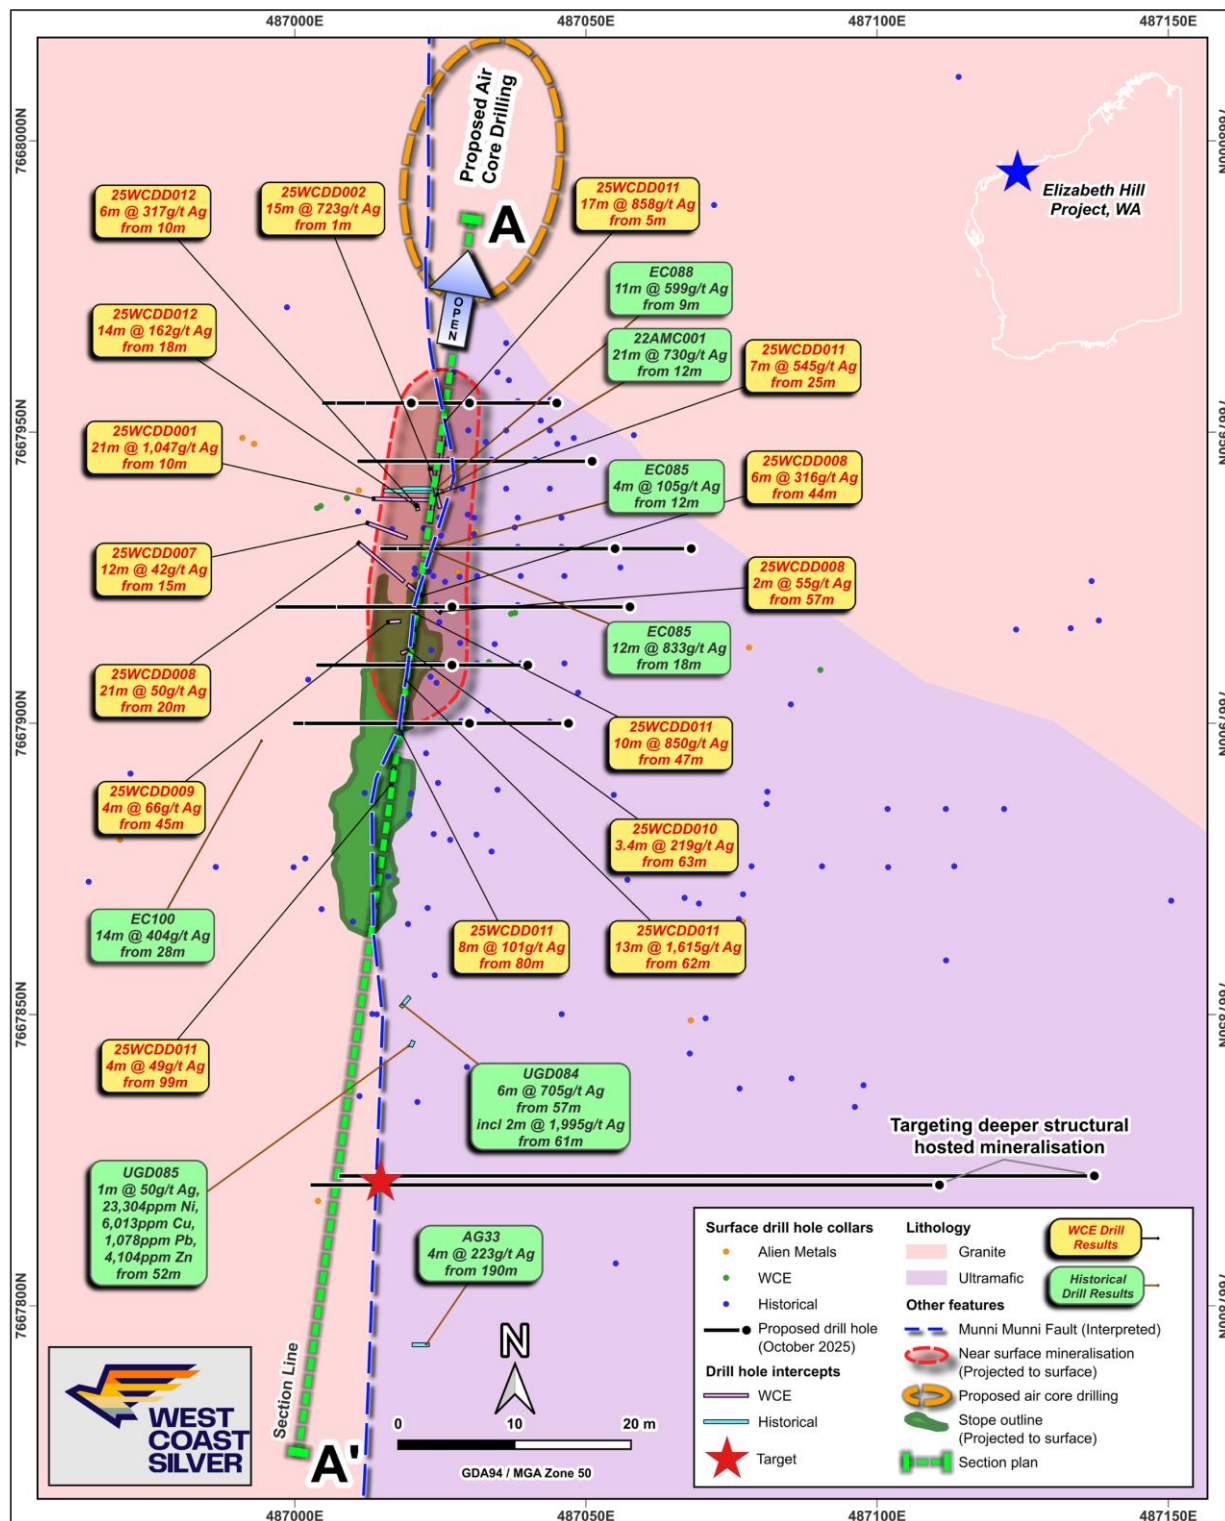 487000E
487050E
487100E
487150E
7668000N
7668000N
Proposed Air
Core Drilling
A
OPEN
Elizabeth Hill
Project, WA
25WCDD012
6m @ 317g/t Ag
from 10m
25WCDD002
15m @ 723g/t Ag
from 1m
25WCDD011
17m @ 858g/t Ag
from 5m
EC088
11m @ 599g/t Ag
from 9m
25WCDD012
14m @ 162g/t Ag
from 18m
22AMC001
21m @ 730g/t Ag
from 12m
25WCDD011
7m @ 545g/t Ag
from 25m
7667950N
7667950N
25WCDD001
21m @ 1,047g/t Ag
from 10m
EC085
4m @ 105g/t Ag
from 12m
25WCDD008
6m @ 316g/t Ag
from 44m
25WCDD007
12m @ 42g/t Ag
from 15m
25WCDD008
2m @ 55g/t Ag
from 57m
EC085
12m @ 833g/t Ag
from 18m
25WCDD008
21m @ 50g/t Ag
from 20m
7667900N
7667900N
25WCDD011
10m @ 850g/t Ag
from 47m
25WCDD009
4m @ 66g/t Ag
from 45m
25WCDD010
3.4m @ 219g/t Ag
from 63m
EC100
14m @ 404g/t Ag
from 28m
25WCDD011
8m @ 101g/t Ag
from 80m
25WCDD011
13m @ 1,615g/t Ag
from 62m
7667850N
7667850N
25WCDD011
4m @ 49g/t Ag
from 99m
UGD084
6m @ 705g/t Ag
from 57m
incl 2m @ 1,995g/t Ag
from 61m
Targeting deeper structural
hosted mineralisation
UGD085
1m @ 50g/t Ag,
23,304ppm Ni,
6,013ppm Cu,
1,078ppm Pb,
4,104ppm Zn
from 52m
AG33
4m @ 223g/t Ag
from 190m
7667800N
7667800N
Section Line
A'
WEST
COAST
SILVER
N
0 10 20 m
GDA94 / MGA Zone 50
Surface drill hole collars
Alien Metals
WCE
Historical
Proposed drill hole
(October 2025)
Drill hole intercepts
WCE
Historical
Target
Lithology
Granite
Ultramafic
Other features
Munni Munni Fault (Interpreted)
Near surface mineralisation
(Projected to surface)
Proposed air core drilling
Stope outline
(Projected to surface)
Section plan
WCE Drill
Results
Historical
Drill Results
487000E
487050E
487100E
487150E